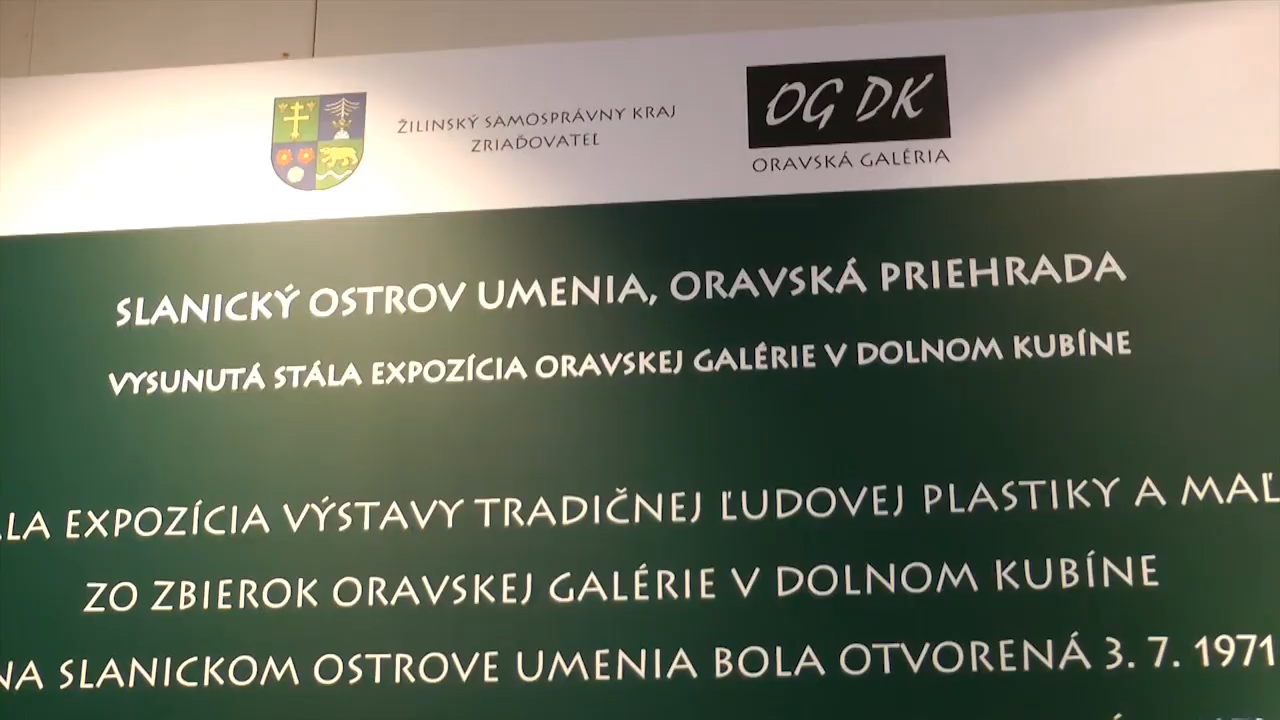 ŽILINSKÝ SAMOSPRÁVNY KRAJ
ZRIAĎOVATEĽ
OG DK
ORAVSKÁ GALÉRIA
SLANICKÝ OSTROV UMENIA, ORAVSKÁ PRIEHRADA
VYSUNUTÁ STÁLA EXPOZÍCIA ORAVSKEJ GALÉRIE V DOLNOM KUBÍNE
EXPOZÍCIA VÝSTAVY TRADIČNEJ ĽUDOVEJ PLASTIKY A
ZO ZBIEROK ORAVSKEJ GALÉRIE V DOLNOM KUBÍNE
NA SLANICKOM OSTROVE UMENIA BOLA OTVORENÁ 3. 7. 1971